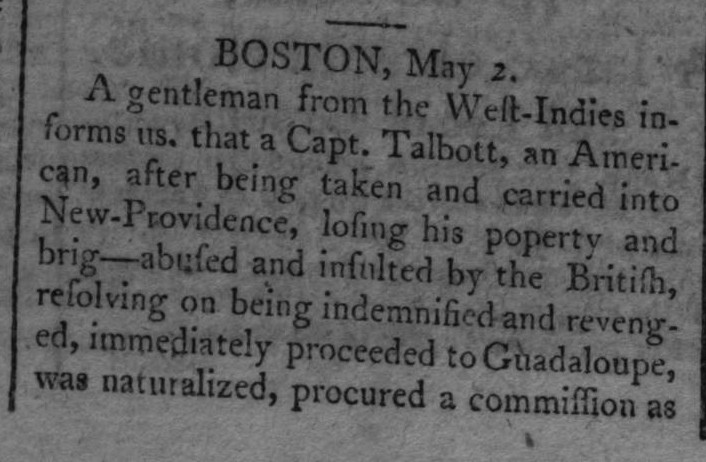 BOSTON, May 2.
A gentleman from the Weſt-Indies in-
forms us. that a Capt. Talbott, an Ameri-
can, after being taken and carried into
New-Providence, loſing his poperty and
brig—abuſed and inſulted by the Britiſh,
reſolving on being indemnified and reveng-
ed, immediately proceeded to Guadaloupe,
was naturalized, procured a commiſſion as